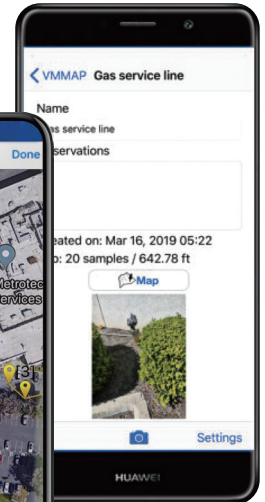 VMMAP Gas service line
Name
as service line
servations
eated on: Mar 16, 2019 05:22
o: 20 samples / 642.78 ft
Map
Settings
HUAWEI
Done
Metrotec
ervices
[3]